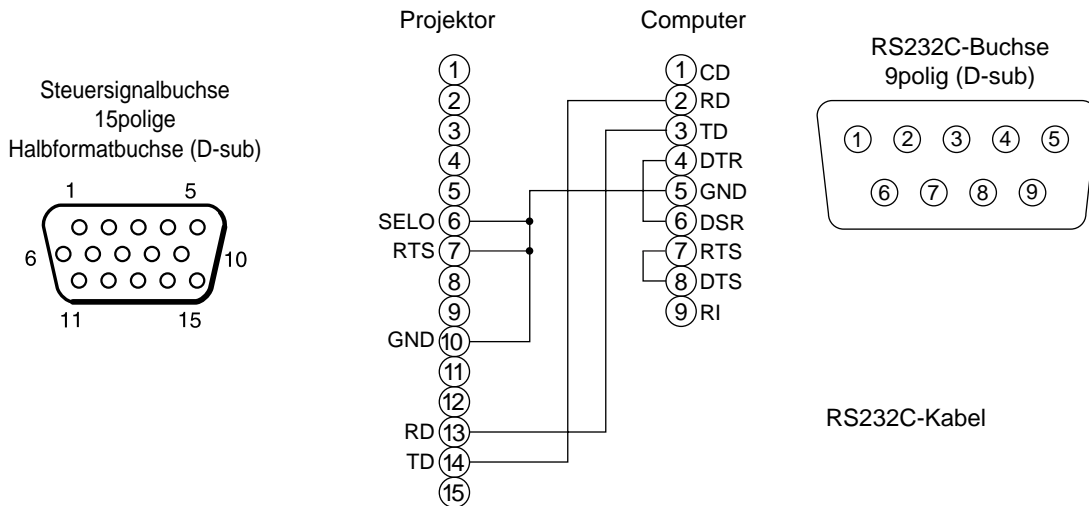 Projektor
Computer
Steuersignalbuchse
15polige
Halbformatbuchse (D-sub)
1 5
6 10
11 15
1
2
3
4
5
SELO 6
RTS 7
8
9
GND 10
11
12
RD 13
TD 14
15
1 CD
2 RD
3 TD
4 DTR
5 GND
6 DSR
7 RTS
8 DTS
9 RI
RS232C-Buchse
9polig (D-sub)
1 2 3 4 5
6 7 8 9
RS232C-Kabel